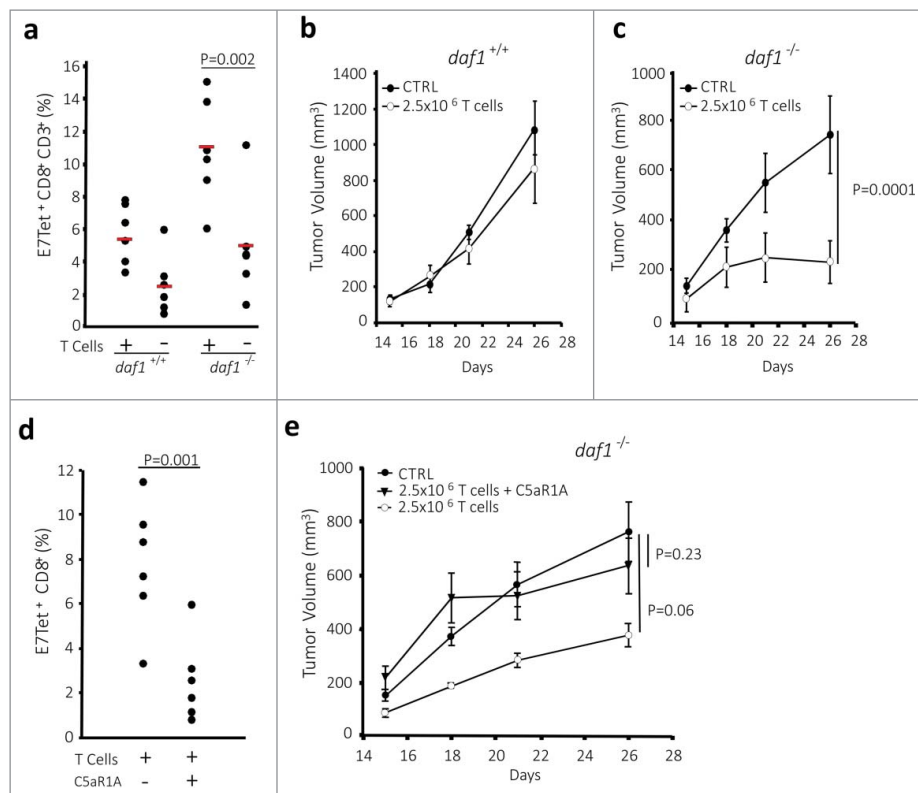 a
P=0.002
E7Tet⁺ CD8⁺ CD3⁺ (%)
16
14
12
10
8
6
4
2
0
T Cells + - + -
daf1 +/+ daf1 -/-
b
daf1 +/+
CTRL
2.5x10 6 T cells
Tumor Volume (mm³)
1400
1200
1000
800
600
400
200
0
14 16 18 20 22 24 26 28
Days
c
daf1 -/-
CTRL
2.5x10 6 T cells
P=0.0001
Tumor Volume (mm³)
1000
800
600
400
200
0
14 16 18 20 22 24 26 28
Days
d
P=0.001
E7Tet⁺ CD8⁺ (%)
12
10
8
6
4
2
0
T Cells + +
C5aR1A - +
e
daf1 -/-
CTRL
2.5x10 6 T cells + C5aR1A
2.5x10 6 T cells
P=0.23
P=0.06
Tumor Volume (mm³)
1000
800
600
400
200
0
14 16 18 20 22 24 26 28
Days